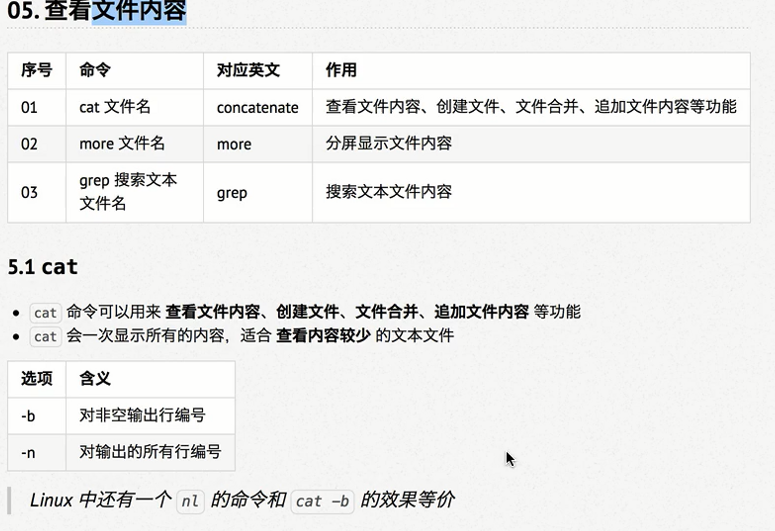 05. 查看文件内容
序号 命令 对应英文 作用
01 cat 文件名 concatenate 查看文件内容、创建文件、文件合并、追加文件内容等功能
02 more 文件名 more 分屏显示文件内容
03 grep 搜索文本 文件名 grep 搜索文本文件内容
5.1 cat
• cat 命令可以用来 查看文件内容、创建文件、文件合并、追加文件内容 等功能
• cat 会一次显示所有的内容，适合 查看内容较少 的文本文件
选项 含义
-b 对非空输出行编号
-n 对输出的所有行编号
Linux 中还有一个 nl 的命令和 cat -b 的效果等价